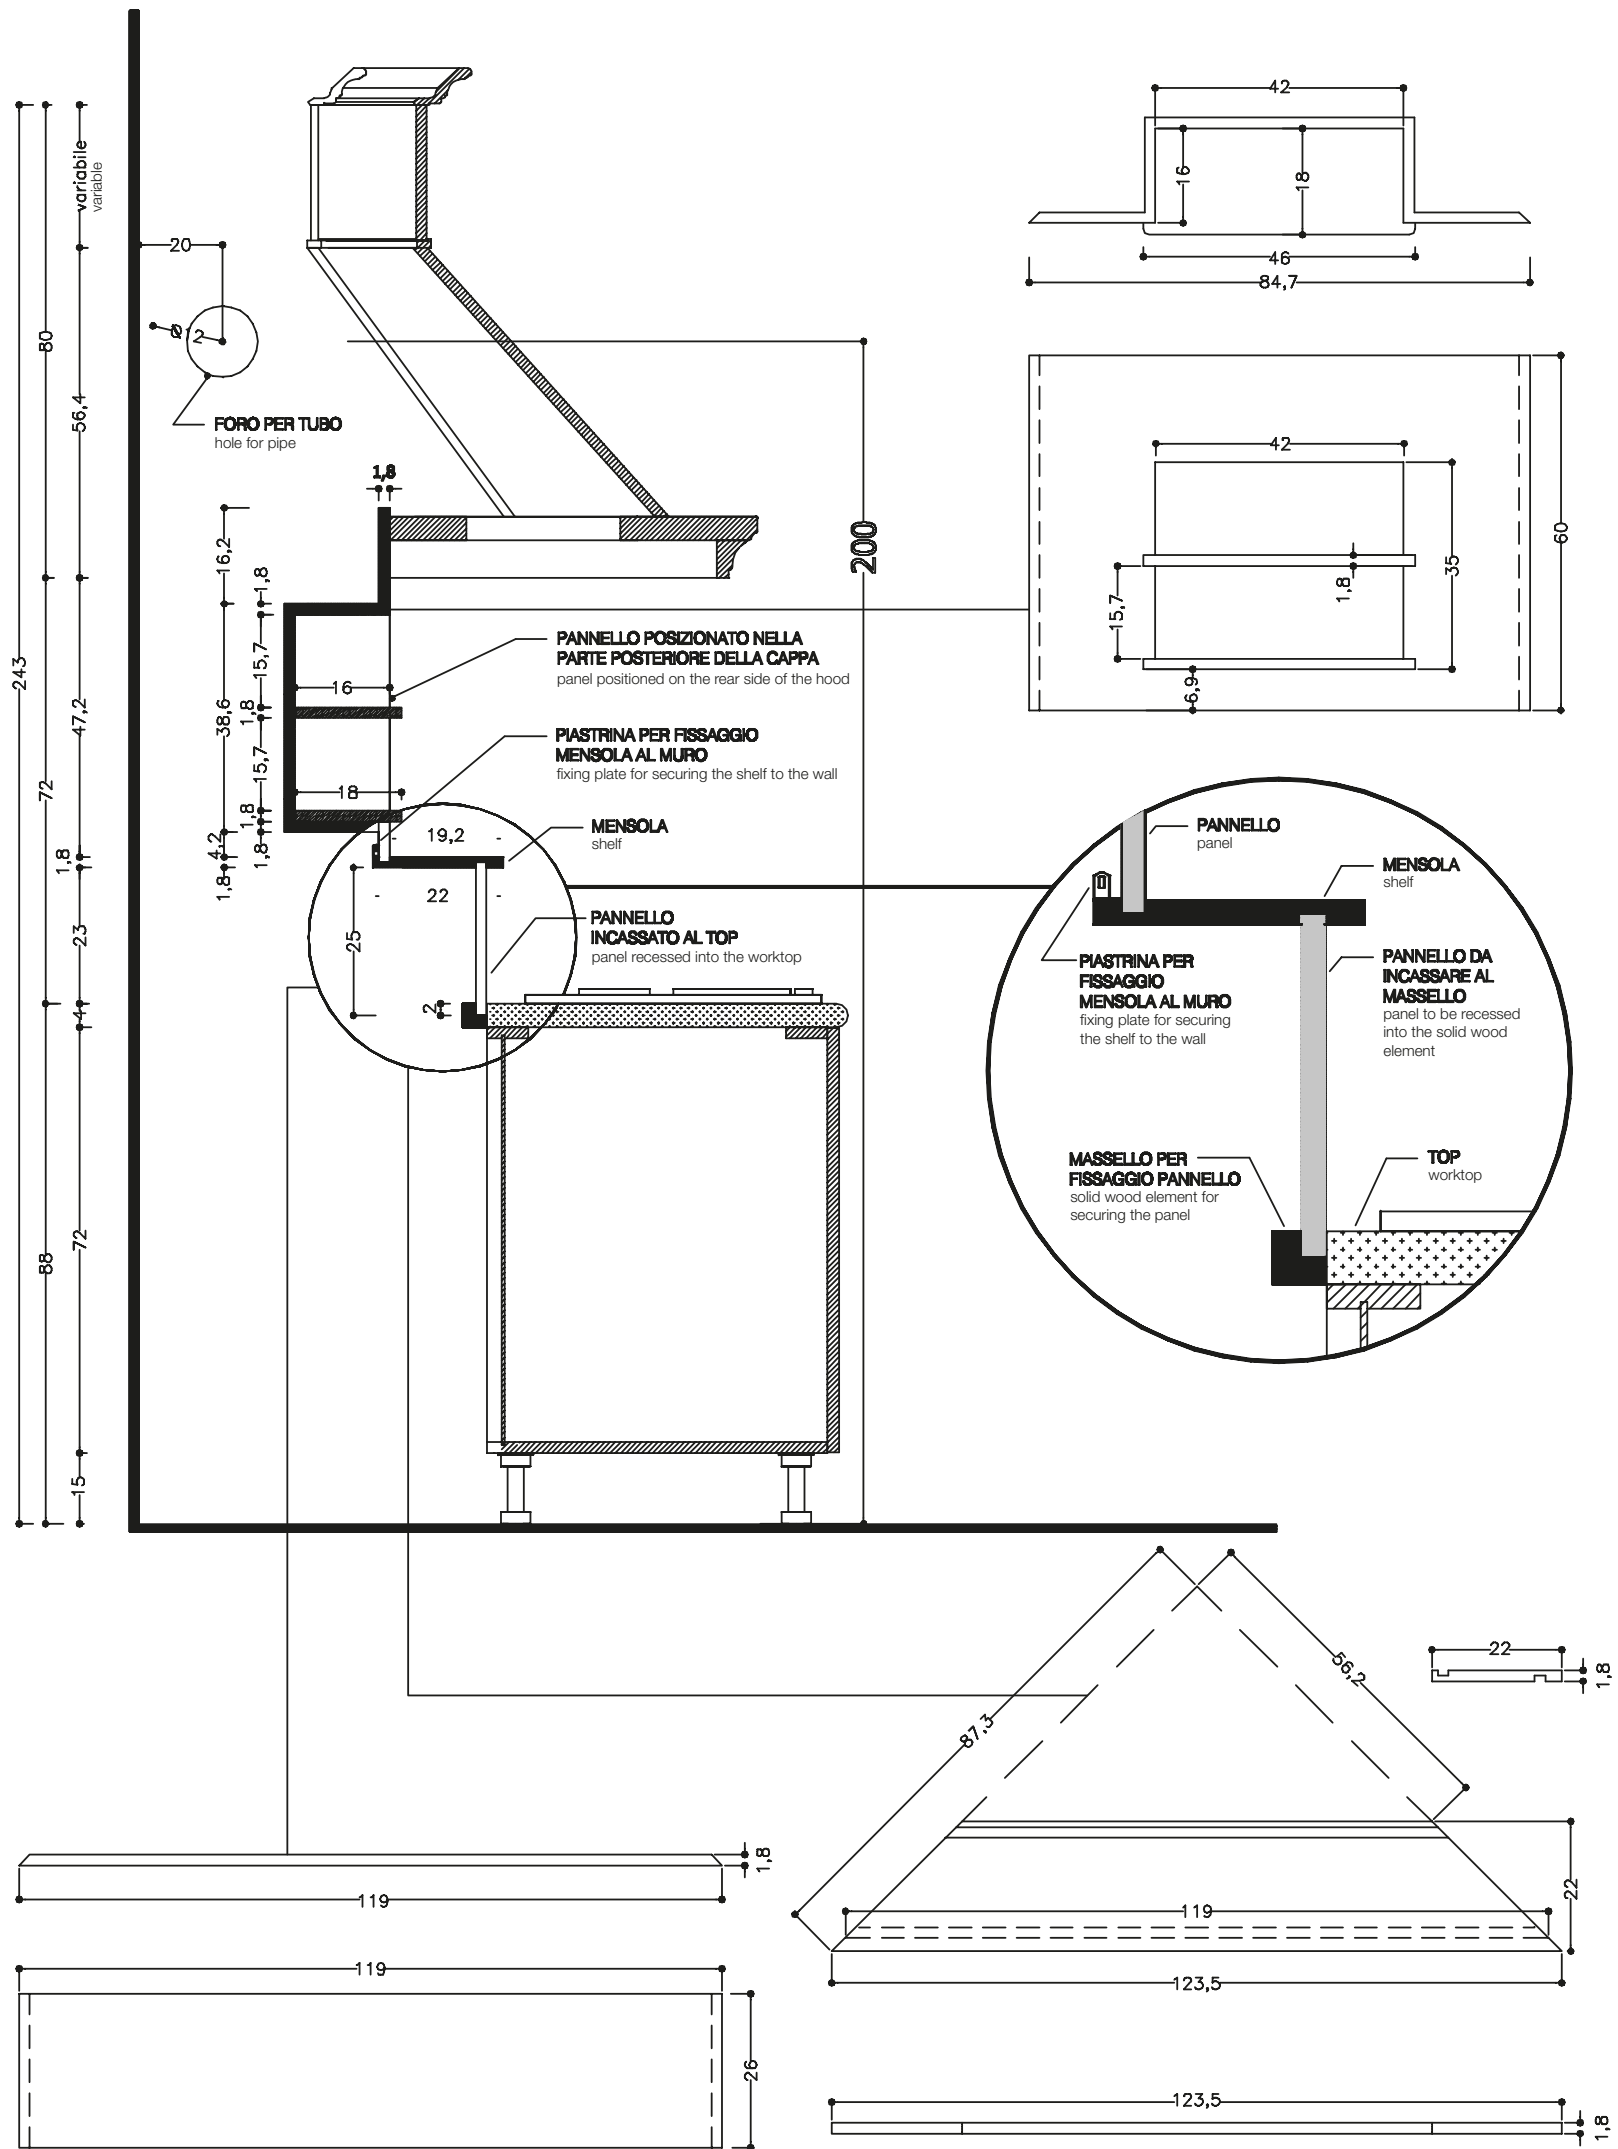 variabile
variable
20
Ø12
FORO PER TUBO
hole for pipe
80
56,4
243
72
47,2
1,8
23
4
88
72
15
1,8
16,2
1,8
15,7
38,6
1,8
15,7
1,8
4,2
1,8
1,8
16
18
200
PANNELLO POSIZIONATO NELLA
PARTE POSTERIORE DELLA CAPPA
panel positioned on the rear side of the hood
PIASTRINA PER FISSAGGIO
MENSOLA AL MURO
fixing plate for securing the shelf to the wall
19,2
MENSOLA
shelf
22
25
2
PANNELLO
INCASSATO AL TOP
panel recessed into the worktop
42
16
18
46
84,7
42
60
35
1,8
15,7
6,9
PANNELLO
panel
MENSOLA
shelf
PIASTRINA PER
FISSAGGIO
MENSOLA AL MURO
fixing plate for securing
the shelf to the wall
PANNELLO DA
INCASSARE AL
MASSELLO
panel to be recessed
into the solid wood
element
MASSELLO PER
FISSAGGIO PANNELLO
solid wood element for
securing the panel
TOP
worktop
87,3
56,2
22
1,8
22
119
123,5
1,8
119
119
26
123,5
1,8